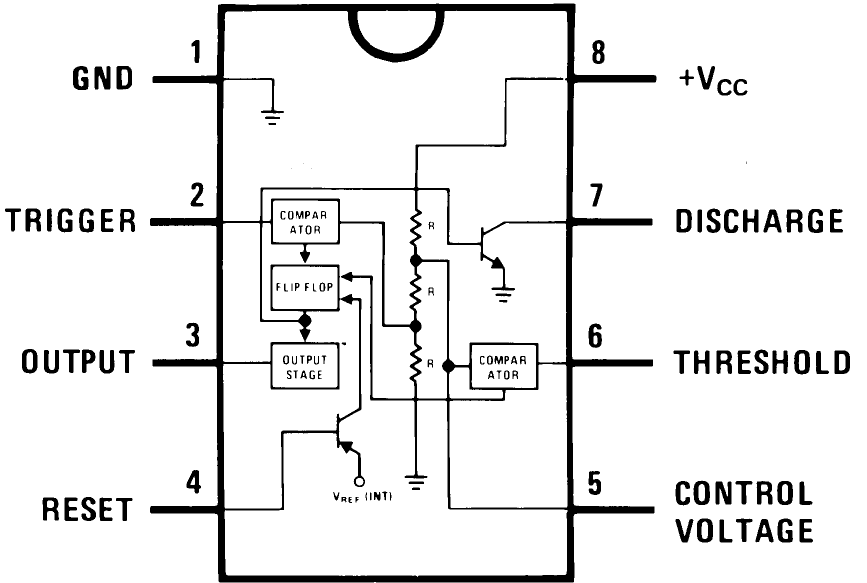 1
GND
8
+VCC
2
TRIGGER
7
DISCHARGE
COMPAR
ATOR
R
FLIP FLOP
R
3
OUTPUT
6
THRESHOLD
OUTPUT
STAGE
R
COMPAR
ATOR
4
RESET
VREF (INT)
5
CONTROL
VOLTAGE